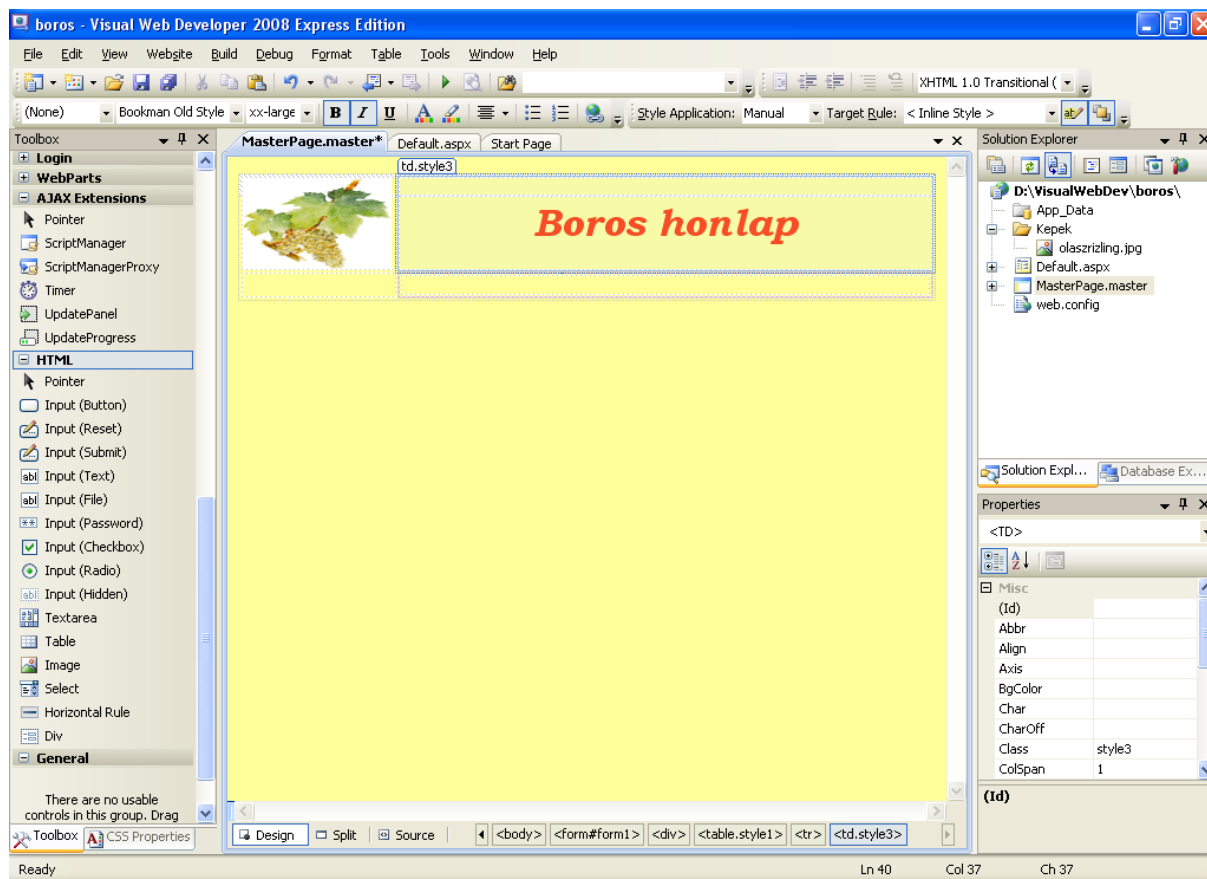 boros - Visual Web Developer 2008 Express Edition
File Edit View Website Build Debug Format Table Tools Window Help
XHTML 1.0 Transitional (
(None) Bookman Old Style xx-large B I U A Style Application: Manual Target Rule: < Inline Style > ab
Toolbox
Login
WebParts
AJAX Extensions
Pointer
ScriptManager
ScriptManagerProxy
Timer
UpdatePanel
UpdateProgress
HTML
Pointer
Input (Button)
Input (Reset)
Input (Submit)
abl Input (Text)
abl Input (File)
** Input (Password)
Input (Checkbox)
Input (Radio)
abl Input (Hidden)
Textarea
Table
Image
Select
Horizontal Rule
Div
General
There are no usable
controls in this group. Drag
Toolbox CSS Properties
MasterPage.master* Default.aspx Start Page
td.style3
Boros honlap
Design Split Source <body> <form#form1> <div> <table.style1> <tr> <td.style3>
Solution Explorer
D:\VisualWebDev\boros\
App_Data
Kepek
olaszrizling.jpg
Default.aspx
MasterPage.master
web.config
Solution Expl... Database Ex...
Properties
<TD>
Misc
(Id)
Abbr
Align
Axis
BgColor
Char
CharOff
Class style3
ColSpan 1
(Id)
Ready Ln 40 Col 37 Ch 37